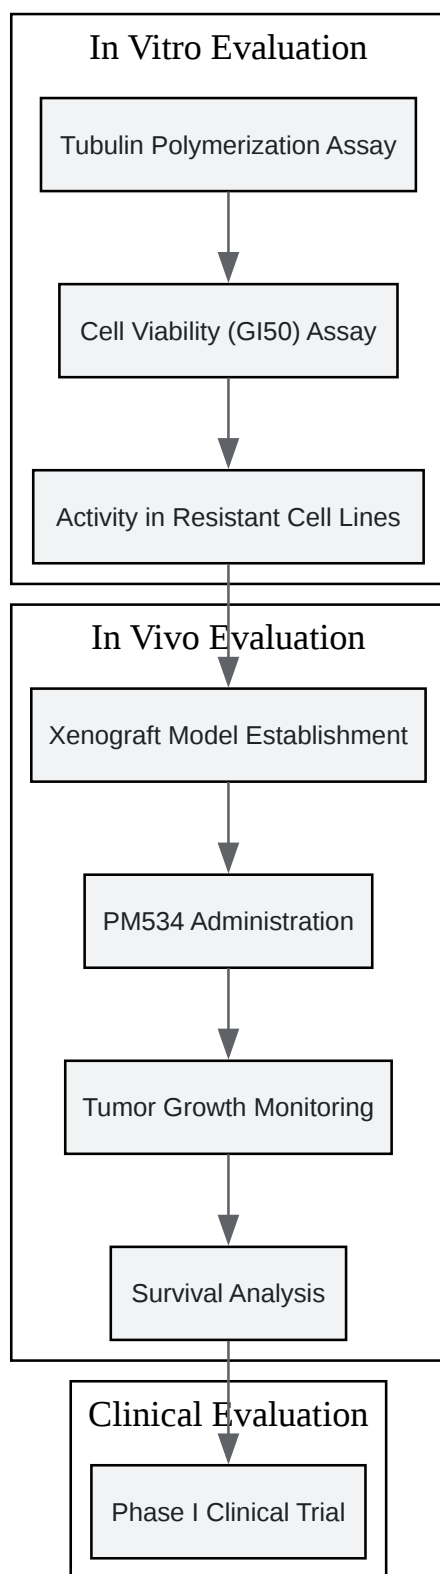 In Vitro Evaluation
Tubulin Polymerization Assay
Cell Viability (GI50) Assay
Activity in Resistant Cell Lines
In Vivo Evaluation
Xenograft Model Establishment
PM534 Administration
Tumor Growth Monitoring
Survival Analysis
Clinical Evaluation
Phase I Clinical Trial